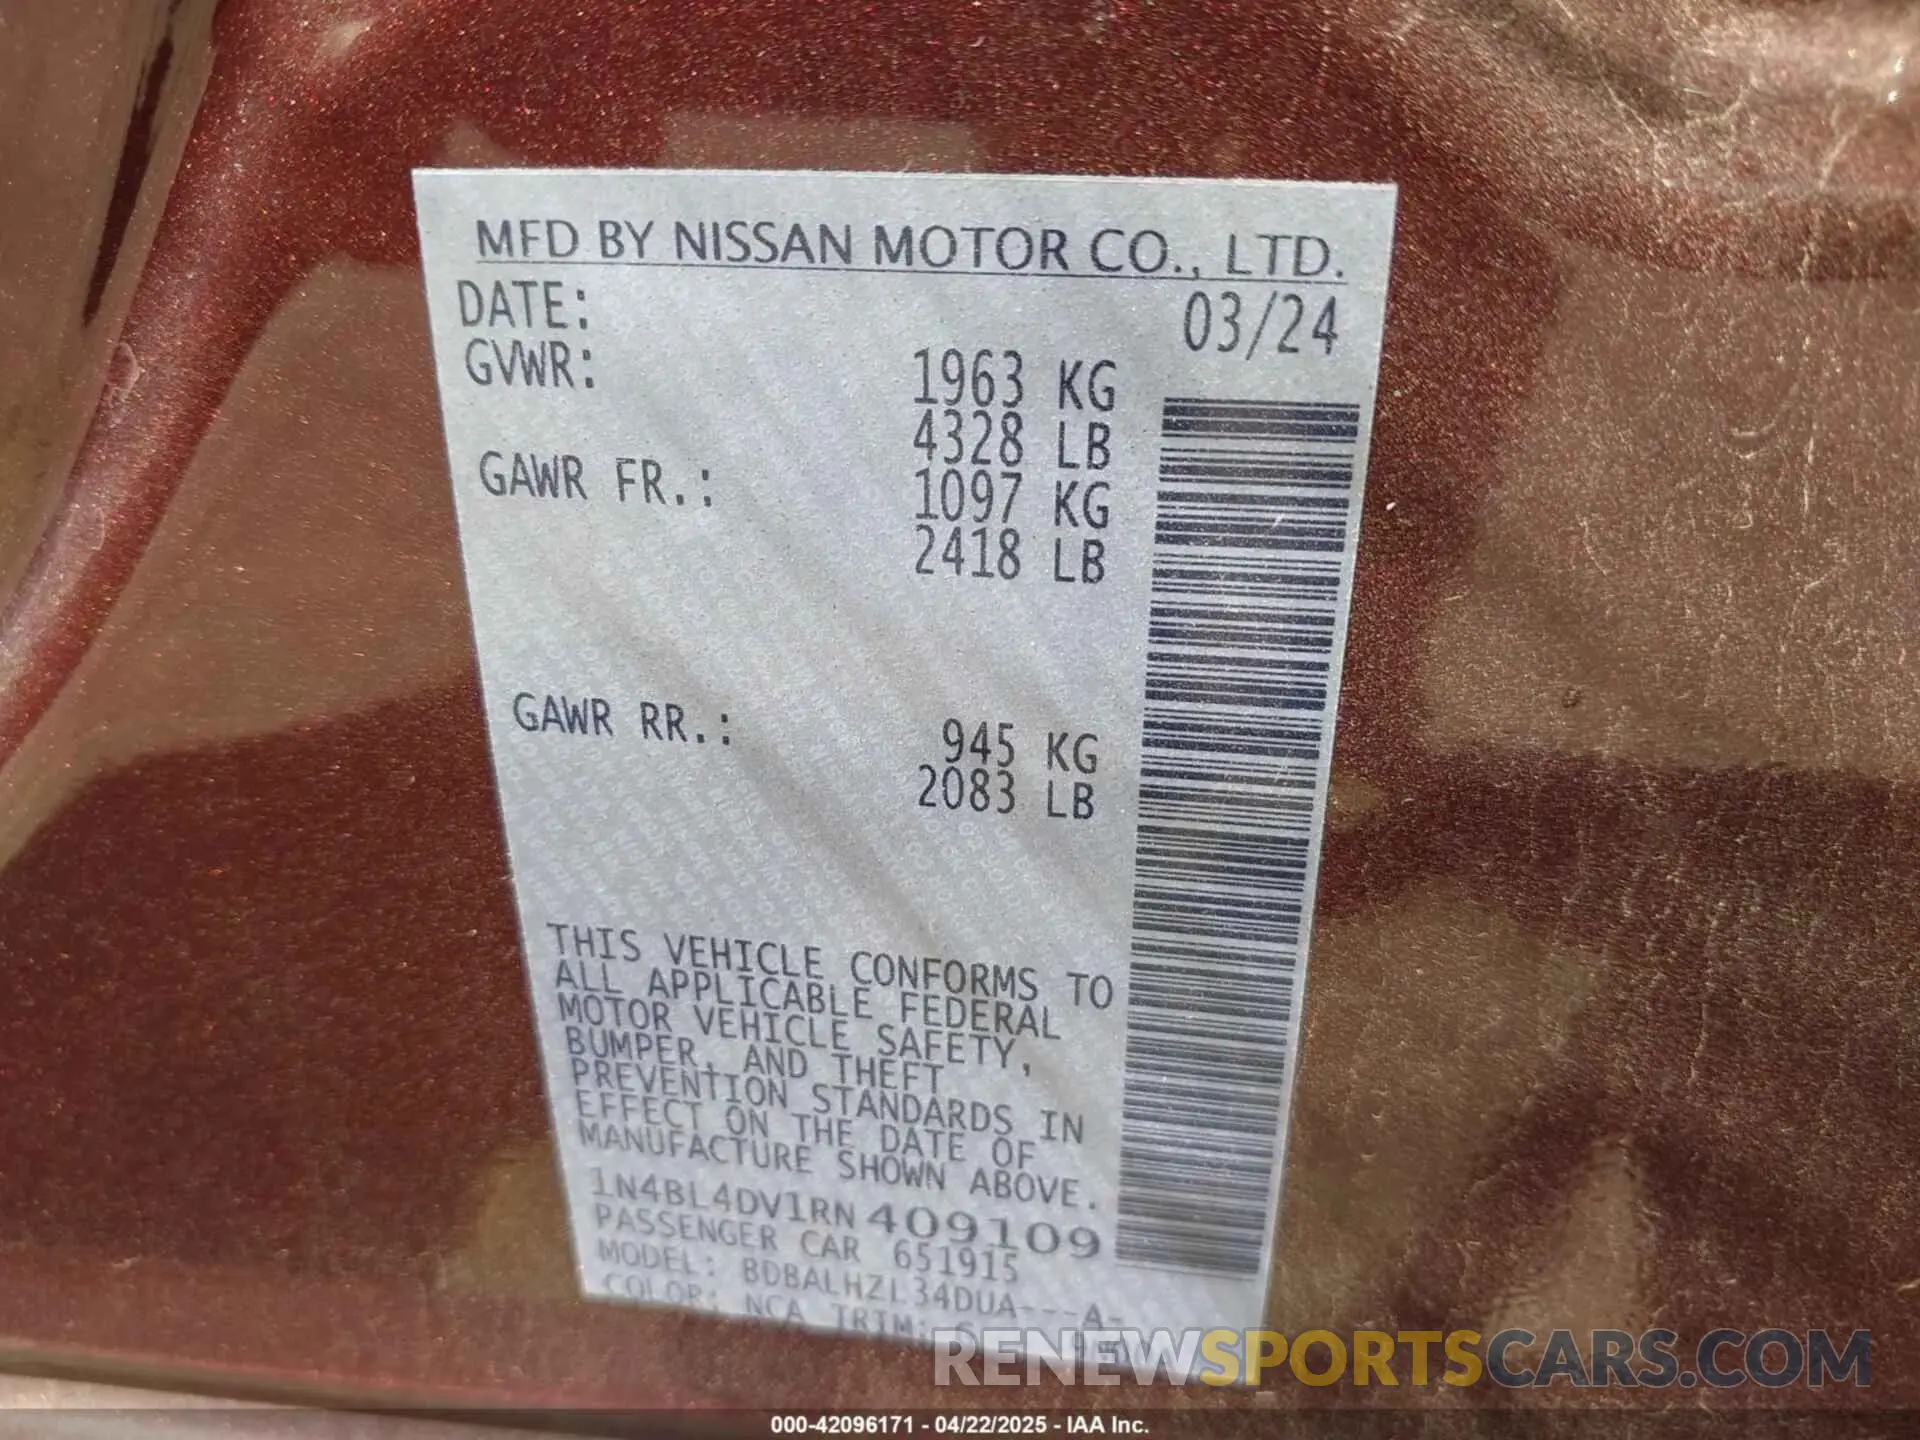 MFD BY NISSAN MOTOR CO., LTD.
DATE: 03/24
GVWR: 1963 KG
4328 LB
GAWR FR.: 1097 KG
2418 LB
GAWR RR.: 945 KG
2083 LB
THIS VEHICLE CONFORMS TO
ALL APPLICABLE FEDERAL
MOTOR VEHICLE SAFETY,
BUMPER, AND THEFT
PREVENTION STANDARDS IN
EFFECT ON THE DATE OF
MANUFACTURE SHOWN ABOVE.
1N4BL4DV1RN409109
PASSENGER CAR 651915
MODEL: BDBALHZL34DUA---A-
COLOR: NCA TRIM:
RENEWSPORTSCARS.COM
000-42096171 - 04/22/2025 - IAA Inc.